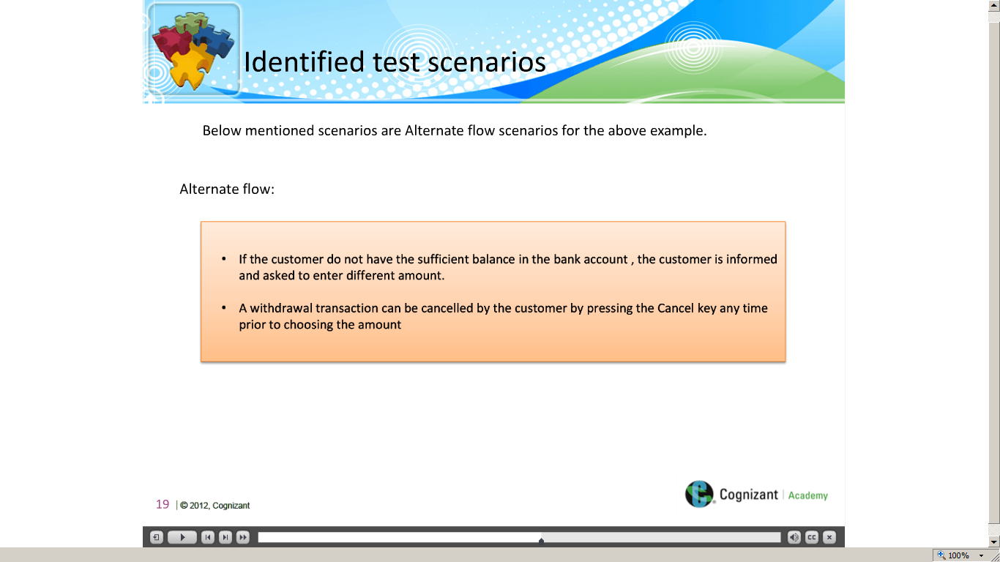 Identified test scenarios
Below mentioned scenarios are Alternate flow scenarios for the above example.
Alternate flow:
• If the customer do not have the sufficient balance in the bank account , the customer is informed
and asked to enter different amount.
• A withdrawal transaction can be cancelled by the customer by pressing the Cancel key any time
prior to choosing the amount
19 | © 2012, Cognizant
Cognizant | Academy
CC
100%